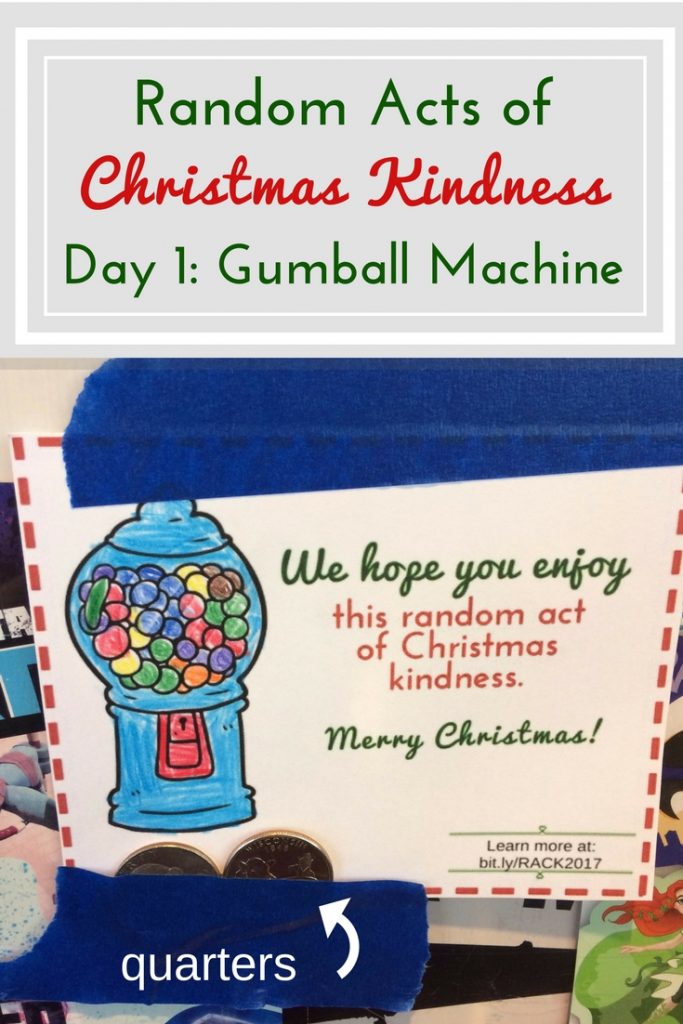 Random Acts of
Christmas Kindness
Day 1: Gumball Machine
We hope you enjoy
this random act
of Christmas
kindness.
Merry Christmas!
Learn more at:
bit.ly/RACK2017
quarters